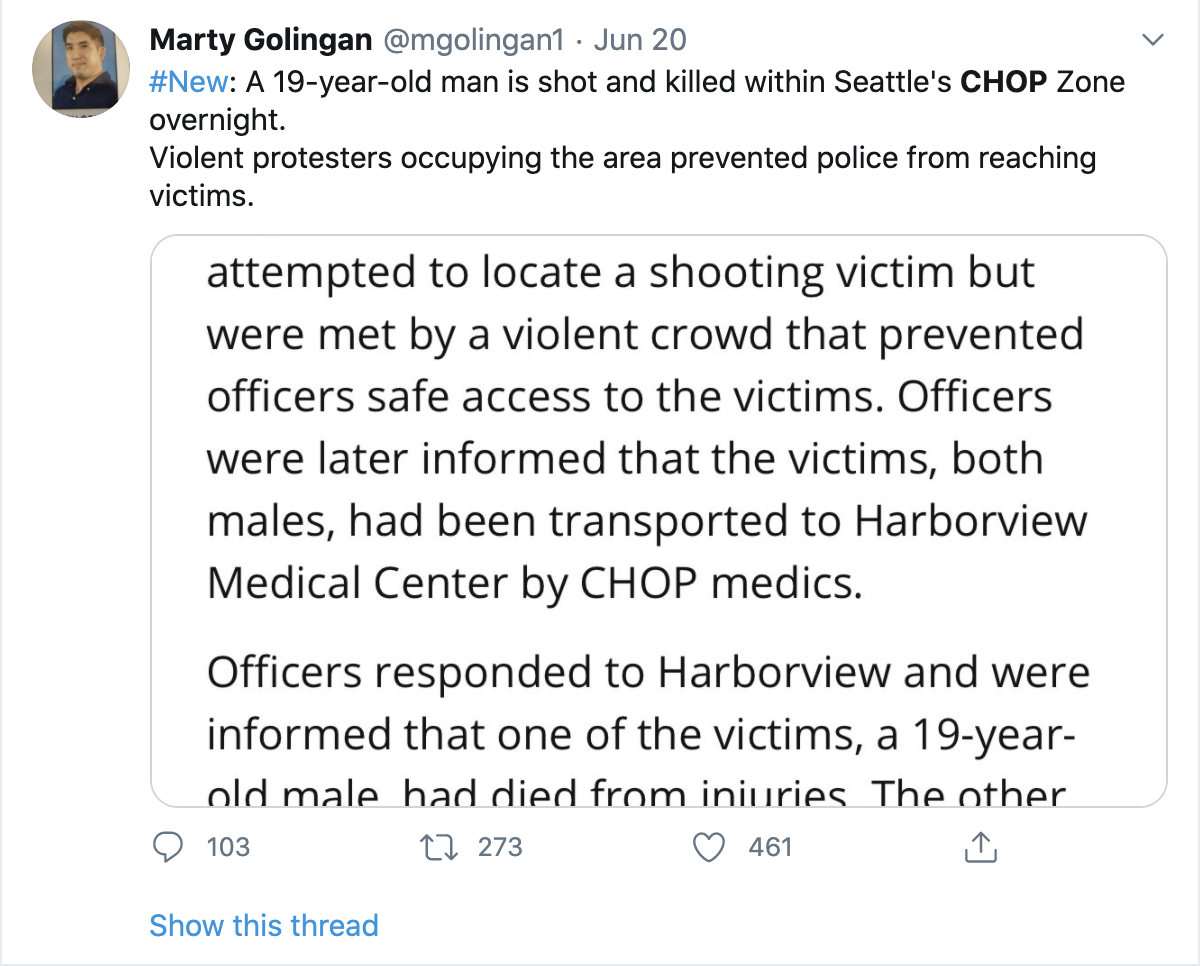 Marty Golingan @mgolingan1 · Jun 20
#New: A 19-year-old man is shot and killed within Seattle's CHOP Zone
overnight.
Violent protesters occupying the area prevented police from reaching
victims.
attempted to locate a shooting victim but
were met by a violent crowd that prevented
officers safe access to the victims. Officers
were later informed that the victims, both
males, had been transported to Harborview
Medical Center by CHOP medics.
Officers responded to Harborview and were
informed that one of the victims, a 19-year-
old male, had died from injuries. The other
103 273 461
Show this thread